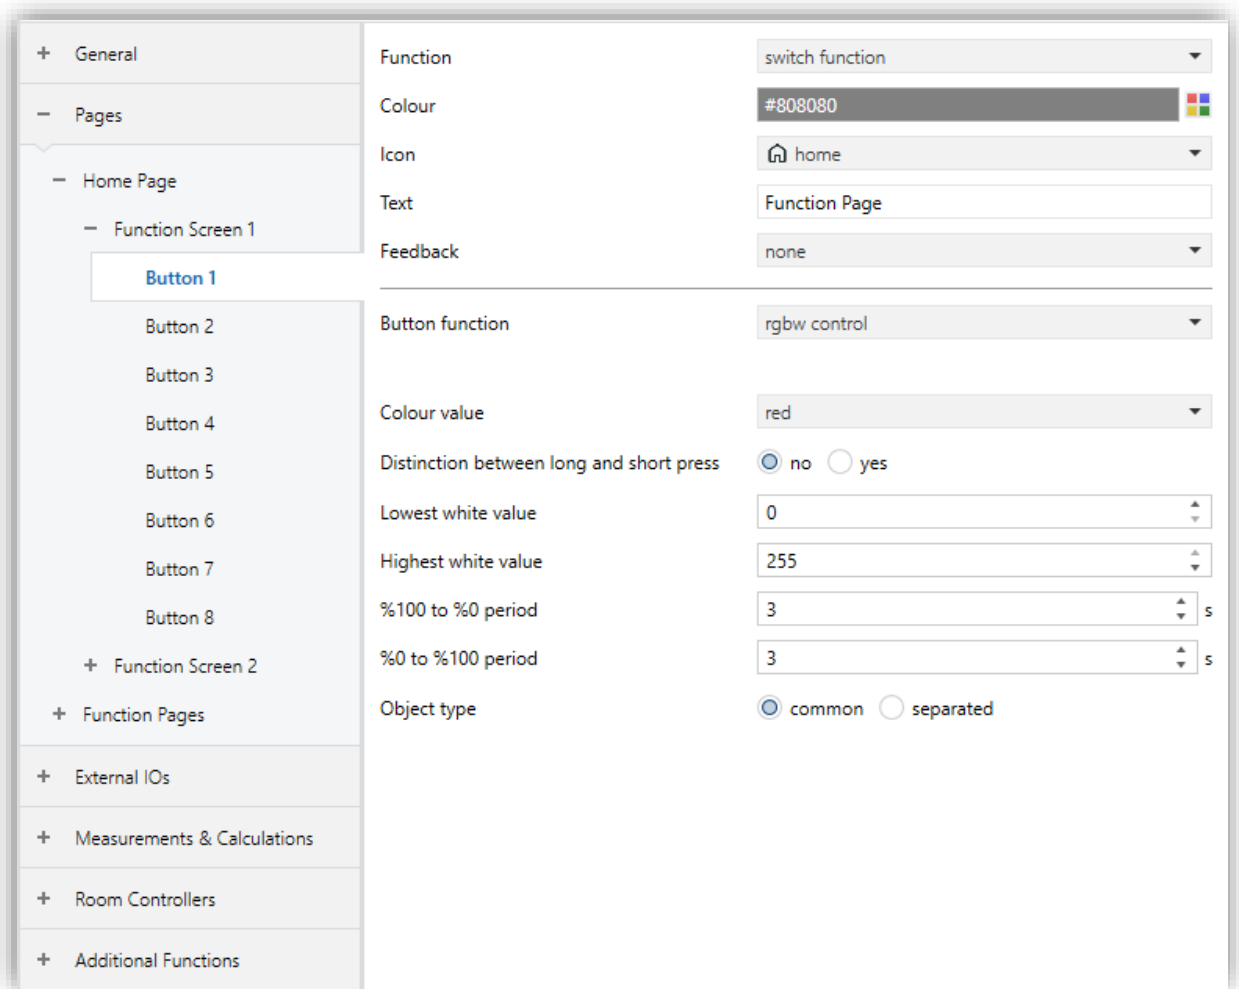 General
Pages
Home Page
Function Screen 1
Button 1
Button 2
Button 3
Button 4
Button 5
Button 6
Button 7
Button 8
Function Screen 2
Function Pages
External IOs
Measurements & Calculations
Room Controllers
Additional Functions
Function switch function
Colour #808080
Icon home
Text Function Page
Feedback none
Button function rgbw control
Colour value red
Distinction between long and short press no yes
Lowest white value 0
Highest white value 255
%100 to %0 period 3 s
%0 to %100 period 3 s
Object type common separated